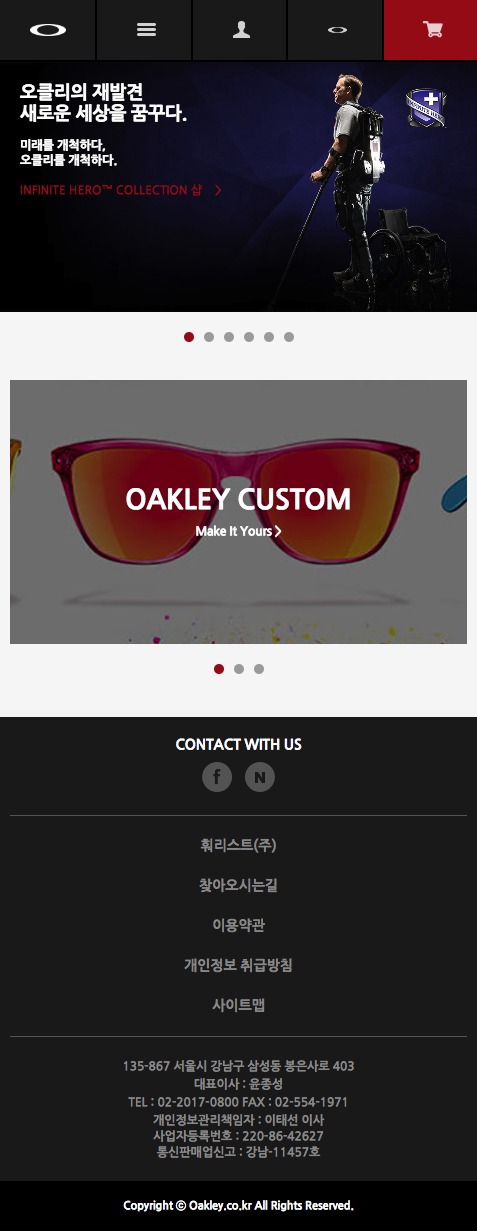 오클리의 재발견
새로운 세상을 꿈꾸다.
미래를 개척하다,
오클리를 개척하다.
INFINITE HERO™ COLLECTION 샵
INFINITE HERO
OAKLEY CUSTOM
Make It Yours
CONTACT WITH US
f N
훠리스트(주)
찾아오시는길
이용약관
개인정보 취급방침
사이트맵
135-867 서울시 강남구 삼성동 봉은사로 403
대표이사 : 윤종성
TEL : 02-2017-0800 FAX : 02-554-1971
개인정보관리책임자 : 이태선 이사
사업자등록번호 : 220-86-42627
통신판매업신고 : 강남-11457호
Copyright ⓒ Oakley.co.kr All Rights Reserved.